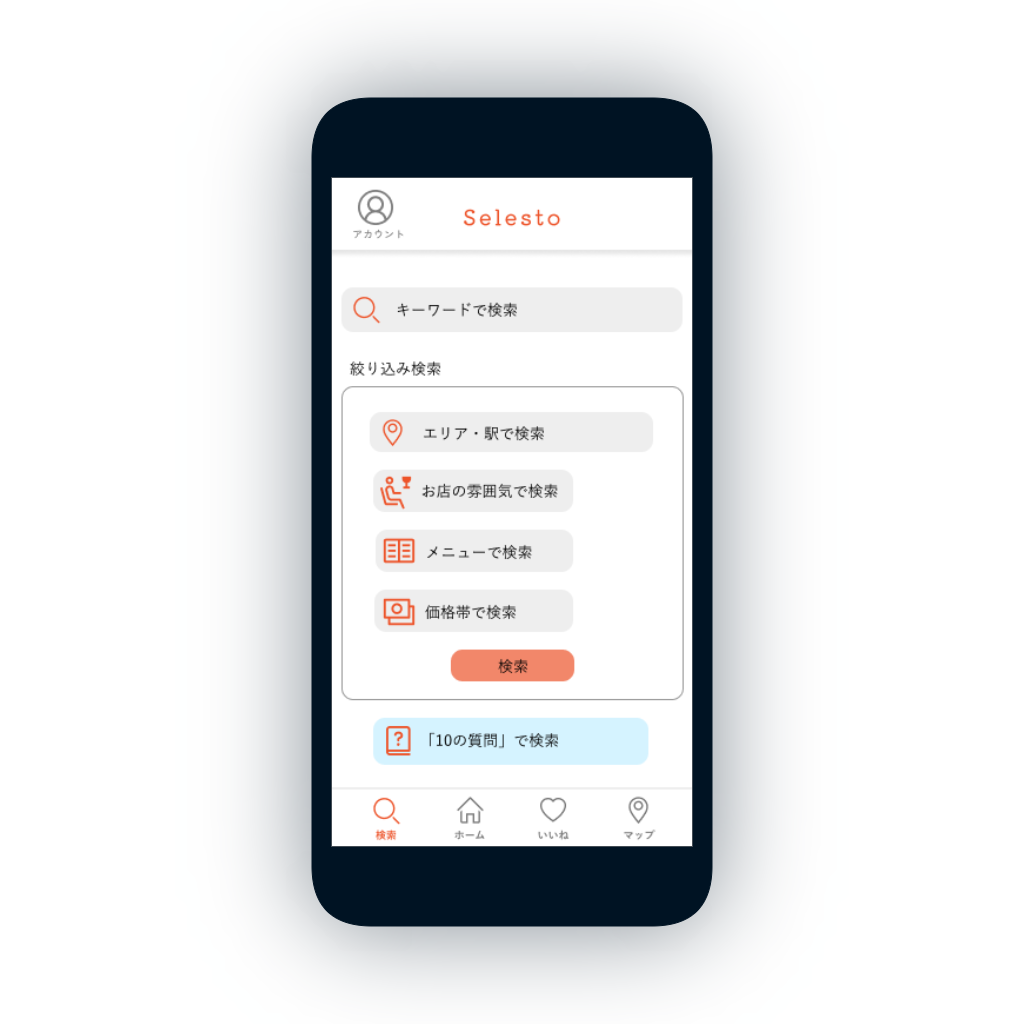 Selesto
アカウント
キーワードで検索
絞り込み検索
エリア・駅で検索
お店の雰囲気で検索
メニューで検索
価格帯で検索
検索
?
「10の質問」で検索
検索 ホーム いいね マップ